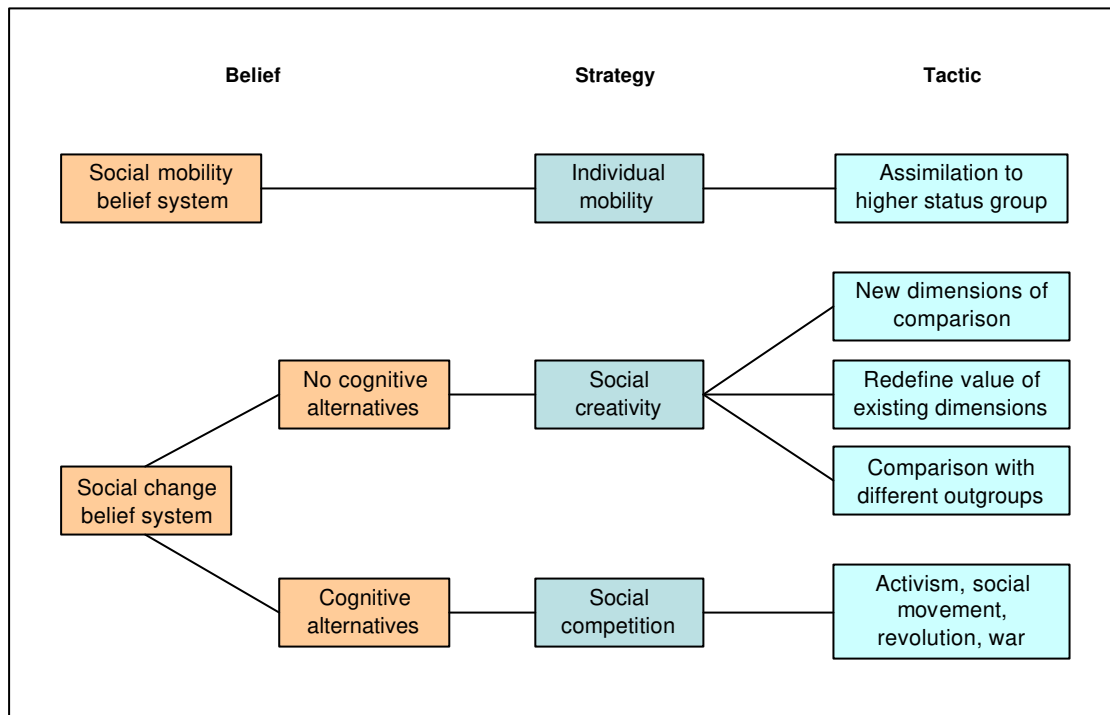 Belief
Strategy
Tactic
Social mobility
belief system
Individual
mobility
Assimilation to
higher status group
New dimensions of
comparison
No cognitive
alternatives
Social
creativity
Redefine value of
existing dimensions
Comparison with
different outgroups
Social change
belief system
Cognitive
alternatives
Social
competition
Activism, social
movement,
revolution, war